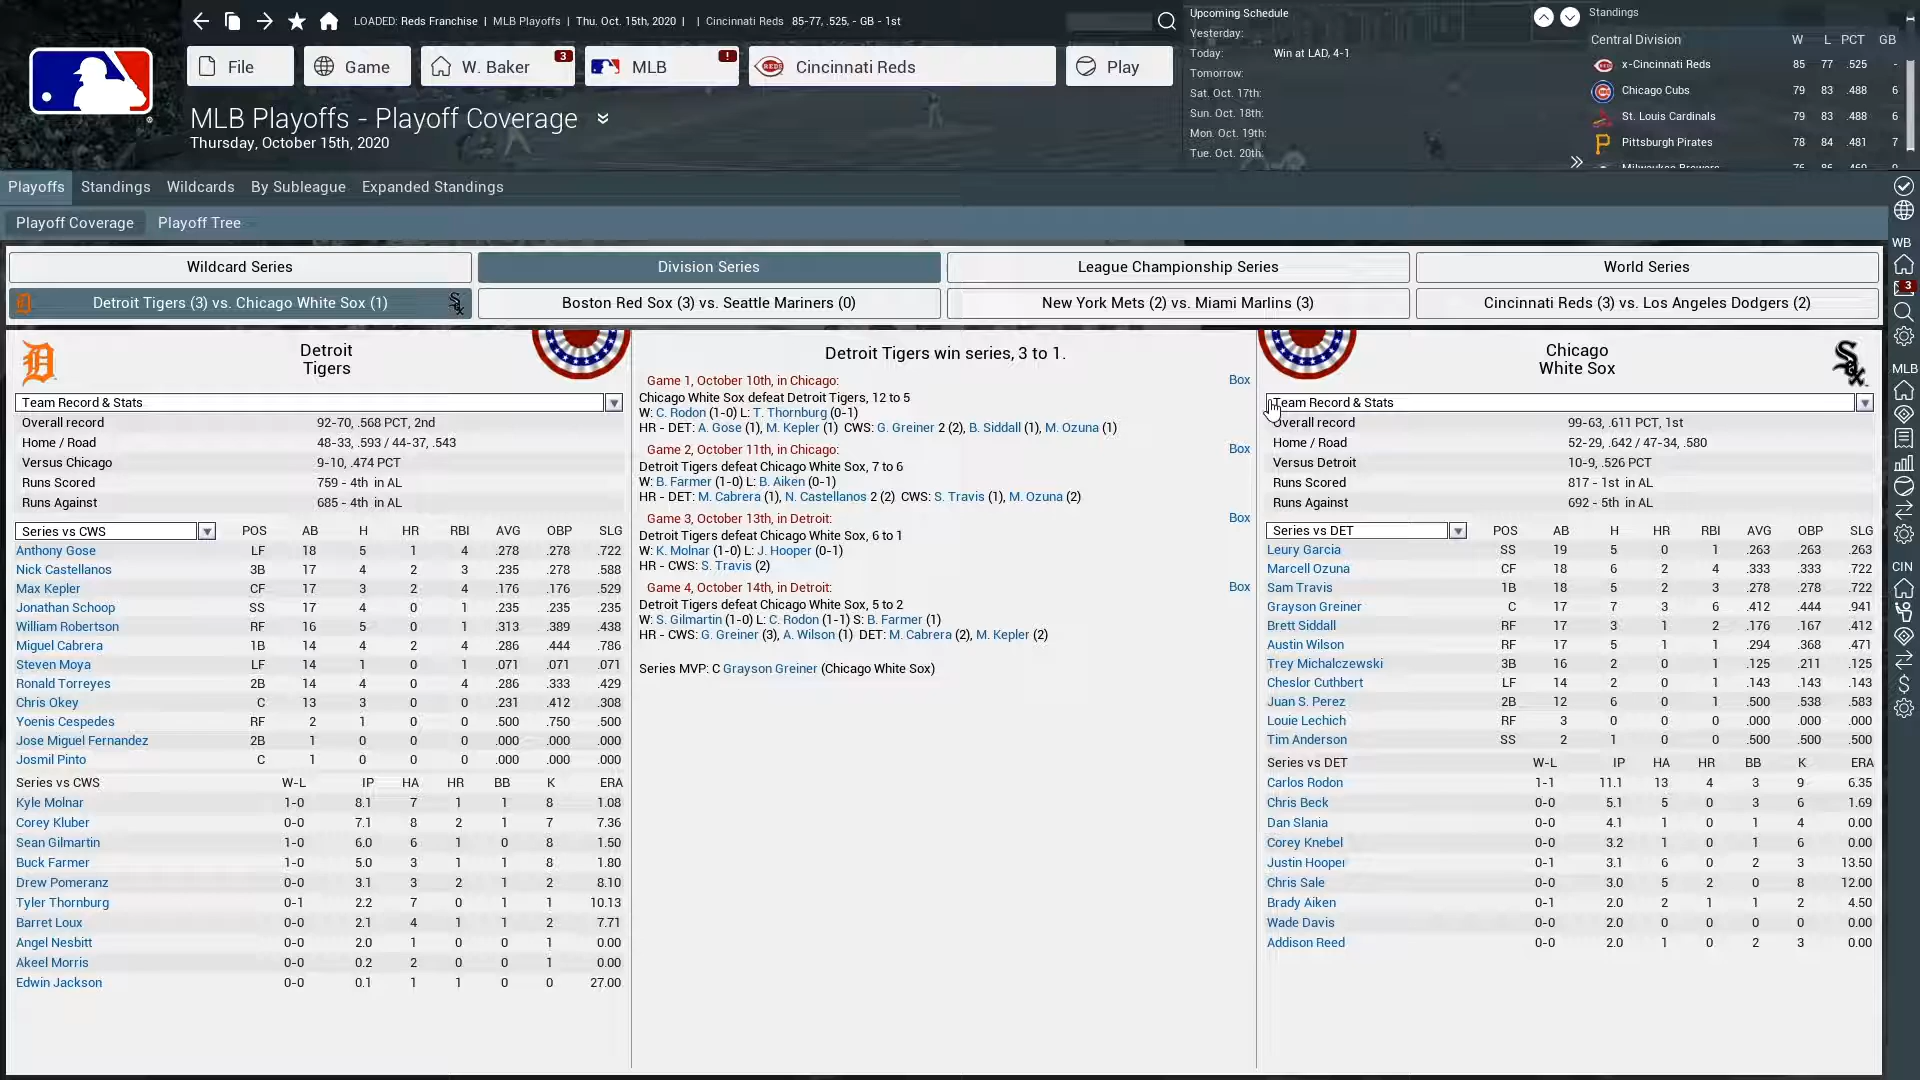 LOADED: Reds Franchise | MLB Playoffs | Thu. Oct. 15th, 2020 | | Cincinnati Reds 85-77, .525, - GB - 1st
File
Game
W. Baker
3
MLB
!
Cincinnati Reds
Play
MLB Playoffs - Playoff Coverage
Thursday, October 15th, 2020
Upcoming Schedule
Yesterday:
Today: Win at LAD, 4-1
Tomorrow:
Sat. Oct. 17th:
Sun. Oct. 18th:
Mon. Oct. 19th:
Tue. Oct. 20th:
Standings
Central Division W L PCT GB
x-Cincinnati Reds 85 77 .525 -
Chicago Cubs 79 83 .488 6
St. Louis Cardinals 79 83 .488 6
Pittsburgh Pirates 78 84 .481 7
Playoffs Standings Wildcards By Subleague Expanded Standings
Playoff Coverage Playoff Tree
Wildcard Series Division Series League Championship Series World Series
Detroit Tigers (3) vs. Chicago White Sox (1) Boston Red Sox (3) vs. Seattle Mariners (0) New York Mets (2) vs. Miami Marlins (3) Cincinnati Reds (3) vs. Los Angeles Dodgers (2)
Detroit
Tigers
Team Record & Stats
Overall record 92-70, .568 PCT, 2nd
Home / Road 48-33, .593 / 44-37, .543
Versus Chicago 9-10, .474 PCT
Runs Scored 759 - 4th in AL
Runs Against 685 - 4th in AL
Series vs CWS POS AB H HR RBI AVG OBP SLG
Anthony Gose LF 18 5 1 4 .278 .278 .722
Nick Castellanos 3B 17 4 2 3 .235 .278 .588
Max Kepler CF 17 3 2 4 .176 .176 .529
Jonathan Schoop SS 17 4 0 1 .235 .235 .235
William Robertson RF 16 5 0 1 .313 .389 .438
Miguel Cabrera 1B 14 4 2 4 .286 .444 .786
Steven Moya LF 14 1 0 1 .071 .071 .071
Ronald Torreyes 2B 14 4 0 4 .286 .333 .429
Chris Okey C 13 3 0 0 .231 .412 .308
Yoenis Cespedes RF 2 1 0 0 .500 .750 .500
Jose Miguel Fernandez 2B 1 0 0 0 .000 .000 .000
Josmil Pinto C 1 0 0 0 .000 .000 .000
Series vs CWS W-L IP HA HR BB K ERA
Kyle Molnar 1-0 8.1 7 1 1 8 1.08
Corey Kluber 0-0 7.1 8 2 1 7 7.36
Sean Gilmartin 1-0 6.0 6 1 0 8 1.50
Buck Farmer 1-0 5.0 3 1 1 8 1.80
Drew Pomeranz 0-0 3.1 3 2 1 2 8.10
Tyler Thornburg 0-1 2.2 7 0 1 1 10.13
Barret Loux 0-0 2.1 4 1 1 2 7.71
Angel Nesbitt 0-0 2.0 1 0 0 1 0.00
Akeel Morris 0-0 0.2 2 0 0 1 0.00
Edwin Jackson 0-0 0.1 1 1 0 0 27.00
Detroit Tigers win series, 3 to 1.
Game 1, October 10th, in Chicago: Box
Chicago White Sox defeat Detroit Tigers, 12 to 5
W: C. Rodon (1-0) L: T. Thornburg (0-1)
HR - DET: A. Gose (1), M. Kepler (1) CWS: G. Greiner 2 (2), B. Siddall (1), M. Ozuna (1)
Game 2, October 11th, in Chicago: Box
Detroit Tigers defeat Chicago White Sox, 7 to 6
W: B. Farmer (1-0) L: B. Aiken (0-1)
HR - DET: M. Cabrera (1), N. Castellanos 2 (2) CWS: S. Travis (1), M. Ozuna (2)
Game 3, October 13th, in Detroit: Box
Detroit Tigers defeat Chicago White Sox, 6 to 1
W: K. Molnar (1-0) L: J. Hooper (0-1)
HR - CWS: S. Travis (2)
Game 4, October 14th, in Detroit: Box
Detroit Tigers defeat Chicago White Sox, 5 to 2
W: S. Gilmartin (1-0) L: C. Rodon (1-1) S: B. Farmer (1)
HR - CWS: G. Greiner (3), A. Wilson (1) DET: M. Cabrera (2), M. Kepler (2)
Series MVP: C Grayson Greiner (Chicago White Sox)
Chicago
White Sox
Team Record & Stats
Overall record 99-63, .611 PCT, 1st
Home / Road 52-29, .642 / 47-34, .580
Versus Detroit 10-9, .526 PCT
Runs Scored 817 - 1st in AL
Runs Against 692 - 5th in AL
Series vs DET POS AB H HR RBI AVG OBP SLG
Leury Garcia SS 19 5 0 1 .263 .263 .263
Marcell Ozuna CF 18 6 2 4 .333 .333 .722
Sam Travis 1B 18 5 2 3 .278 .278 .722
Grayson Greiner C 17 7 3 6 .412 .444 .941
Brett Siddall RF 17 3 1 2 .176 .167 .412
Austin Wilson RF 17 5 1 1 .294 .368 .471
Trey Michalczewski 3B 16 2 0 1 .125 .211 .125
Cheslor Cuthbert LF 14 2 0 1 .143 .143 .143
Juan S. Perez 2B 12 6 0 1 .500 .538 .583
Louie Lechich RF 3 0 0 0 .000 .000 .000
Tim Anderson SS 2 1 0 0 .500 .500 .500
Series vs DET W-L IP HA HR BB K ERA
Carlos Rodon 1-1 11.1 13 4 3 9 6.35
Chris Beck 0-0 5.1 5 0 3 6 1.69
Dan Slania 0-0 4.1 1 0 1 4 0.00
Corey Knebel 0-0 3.2 1 0 1 6 0.00
Justin Hooper 0-1 3.1 6 0 2 3 13.50
Chris Sale 0-0 3.0 5 2 0 8 12.00
Brady Aiken 0-1 2.0 2 1 1 2 4.50
Wade Davis 0-0 2.0 0 0 0 0 0.00
Addison Reed 0-0 2.0 1 0 2 3 0.00
WB
3
MLB
CIN